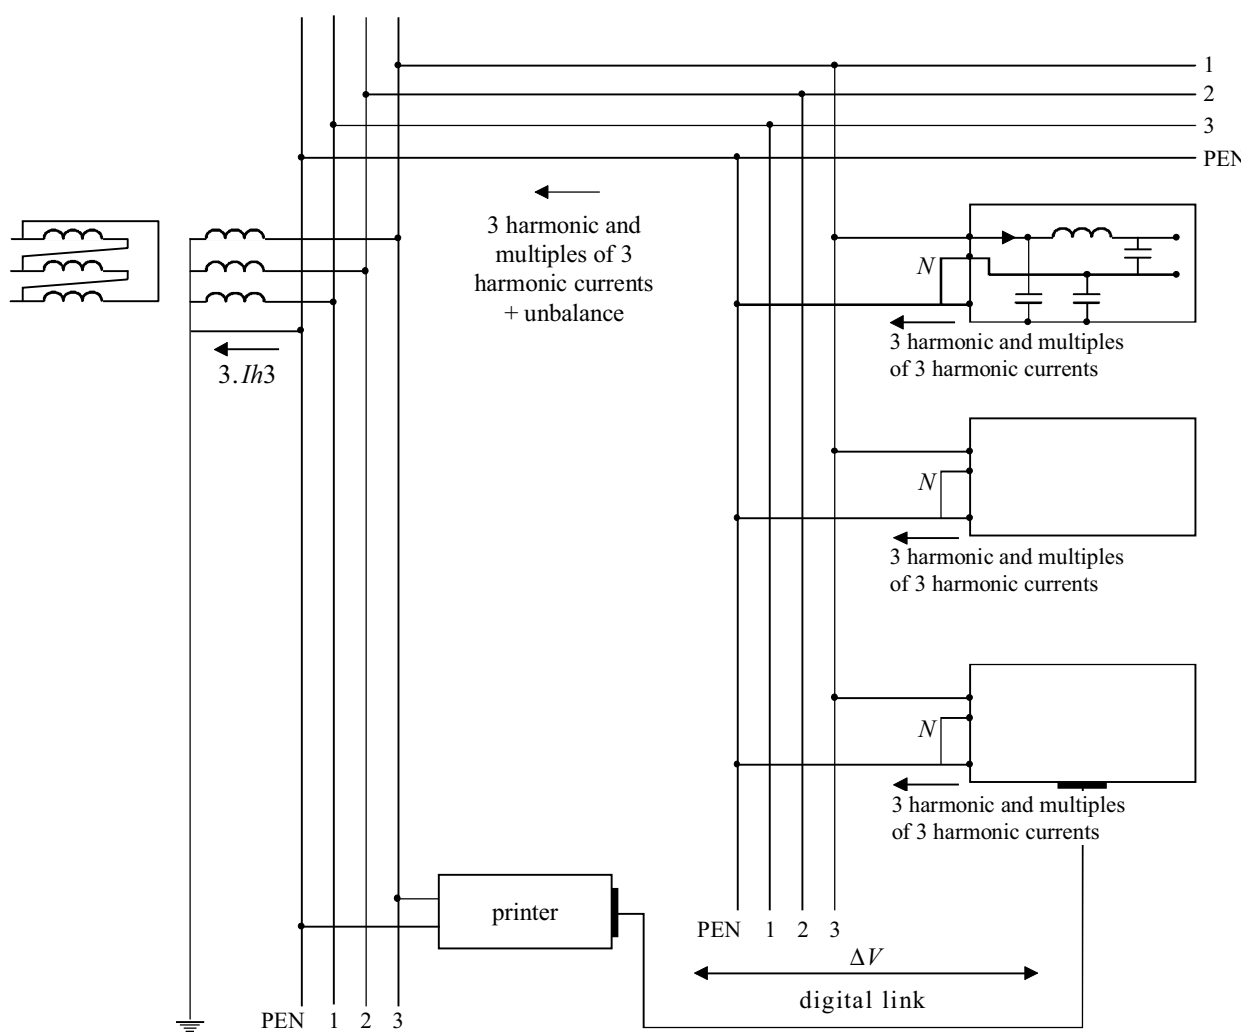 1
2
3
PEN
3 harmonic and
multiples of 3
harmonic currents
+ unbalance
N
3 harmonic and multiples
of 3 harmonic currents
3.Ih3
N
3 harmonic and multiples
of 3 harmonic currents
N
3 harmonic and multiples
of 3 harmonic currents
printer
PEN 1 2 3
ΔV
digital link
PEN 1 2 3